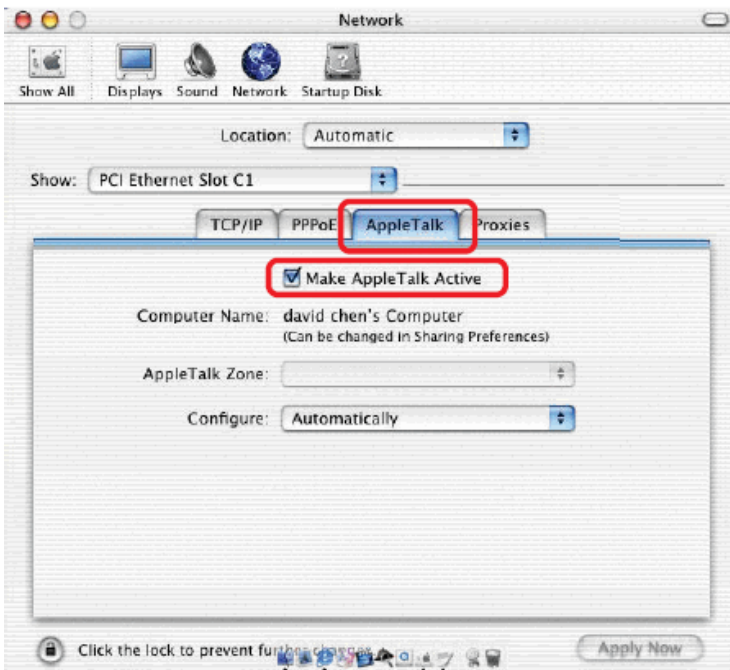 Network
Show All Displays Sound Network Startup Disk
Location: Automatic
Show: PCI Ethernet Slot C1
TCP/IP PPPoE AppleTalk Proxies
Make AppleTalk Active
Computer Name: david chen's Computer
(Can be changed in Sharing Preferences)
AppleTalk Zone:
Configure: Automatically
Click the lock to prevent further changes.
Apply Now